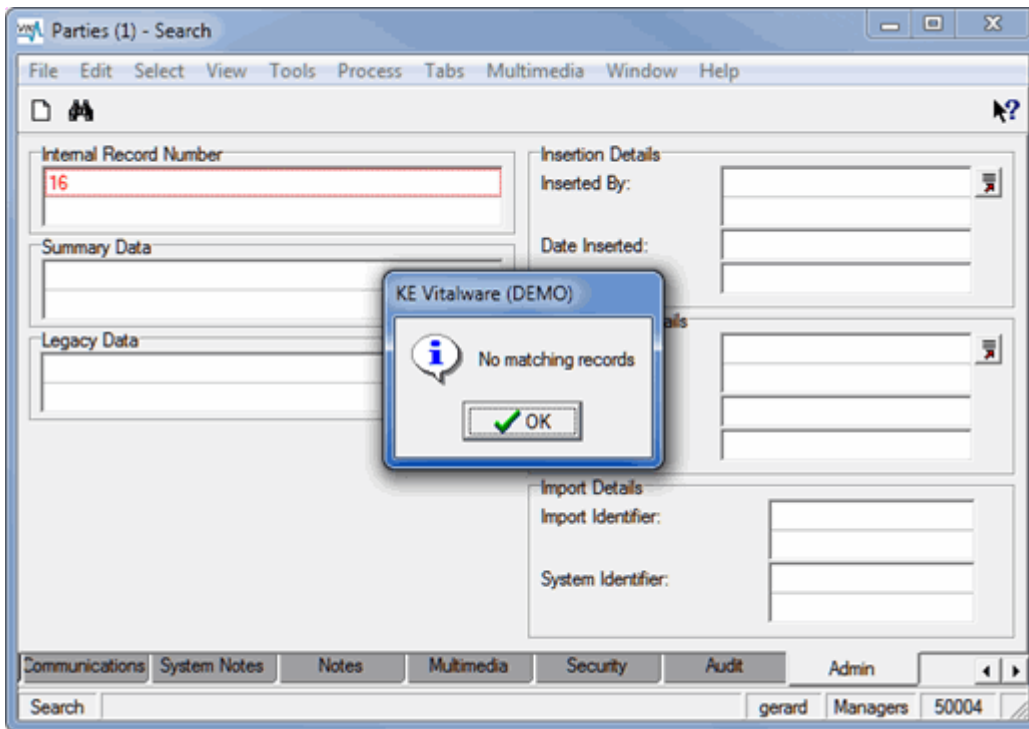 Parties (1) - Search
File Edit Select View Tools Process Tabs Multimedia Window Help
Internal Record Number
16
Summary Data
Legacy Data
Insertion Details
Inserted By:
Date Inserted:
KE Vitalware (DEMO)
No matching records
OK
Import Details
Import Identifier:
System Identifier:
Communications System Notes Notes Multimedia Security Audit Admin
Search gerard Managers 50004